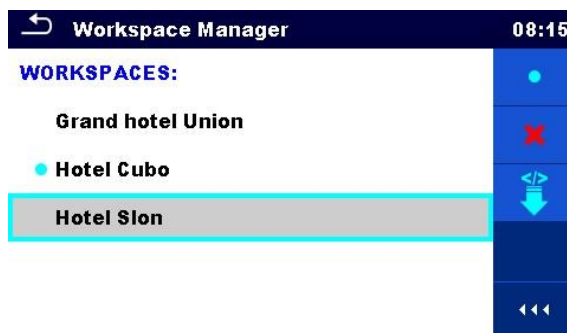 Workspace Manager 08:15
WORKSPACES:
Grand hotel Union
Hotel Cubo
Hotel Slon